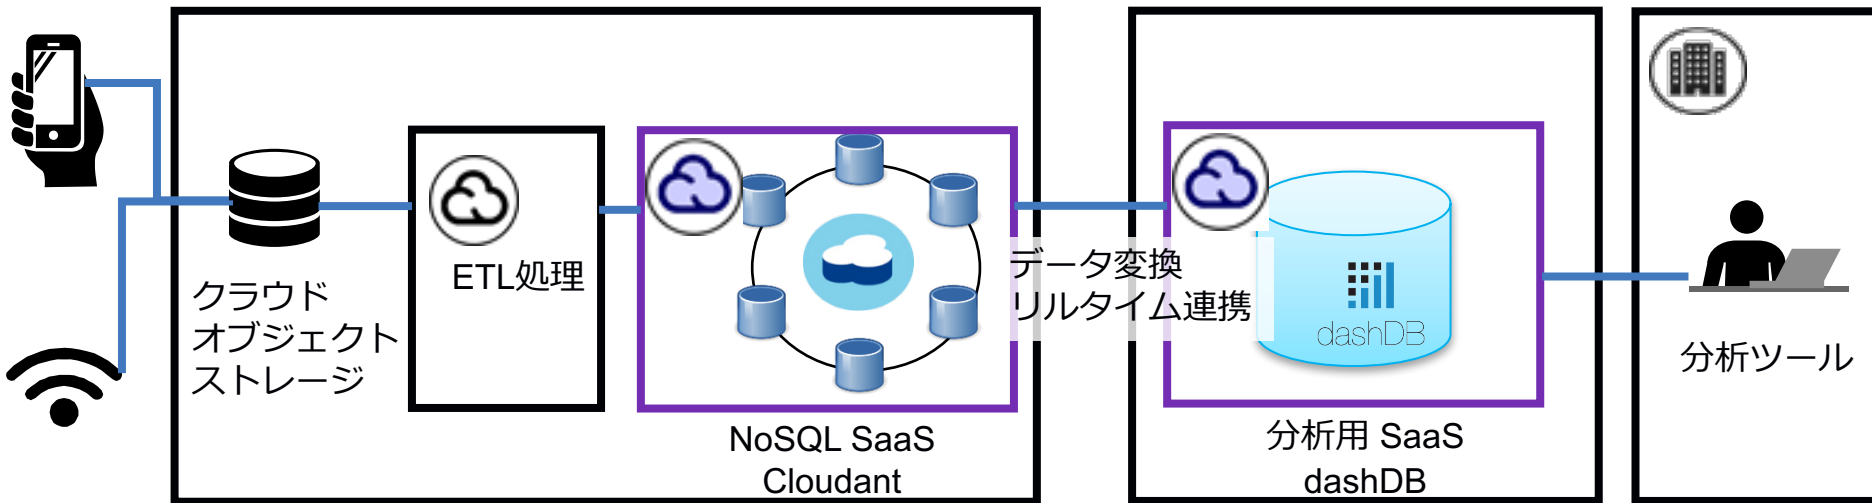 クラウド
オブジェクト
ストレージ
ETL処理
NoSQL SaaS
Cloudant
データ変換
リルタイム連携
dashDB
分析用 SaaS
dashDB
分析ツール